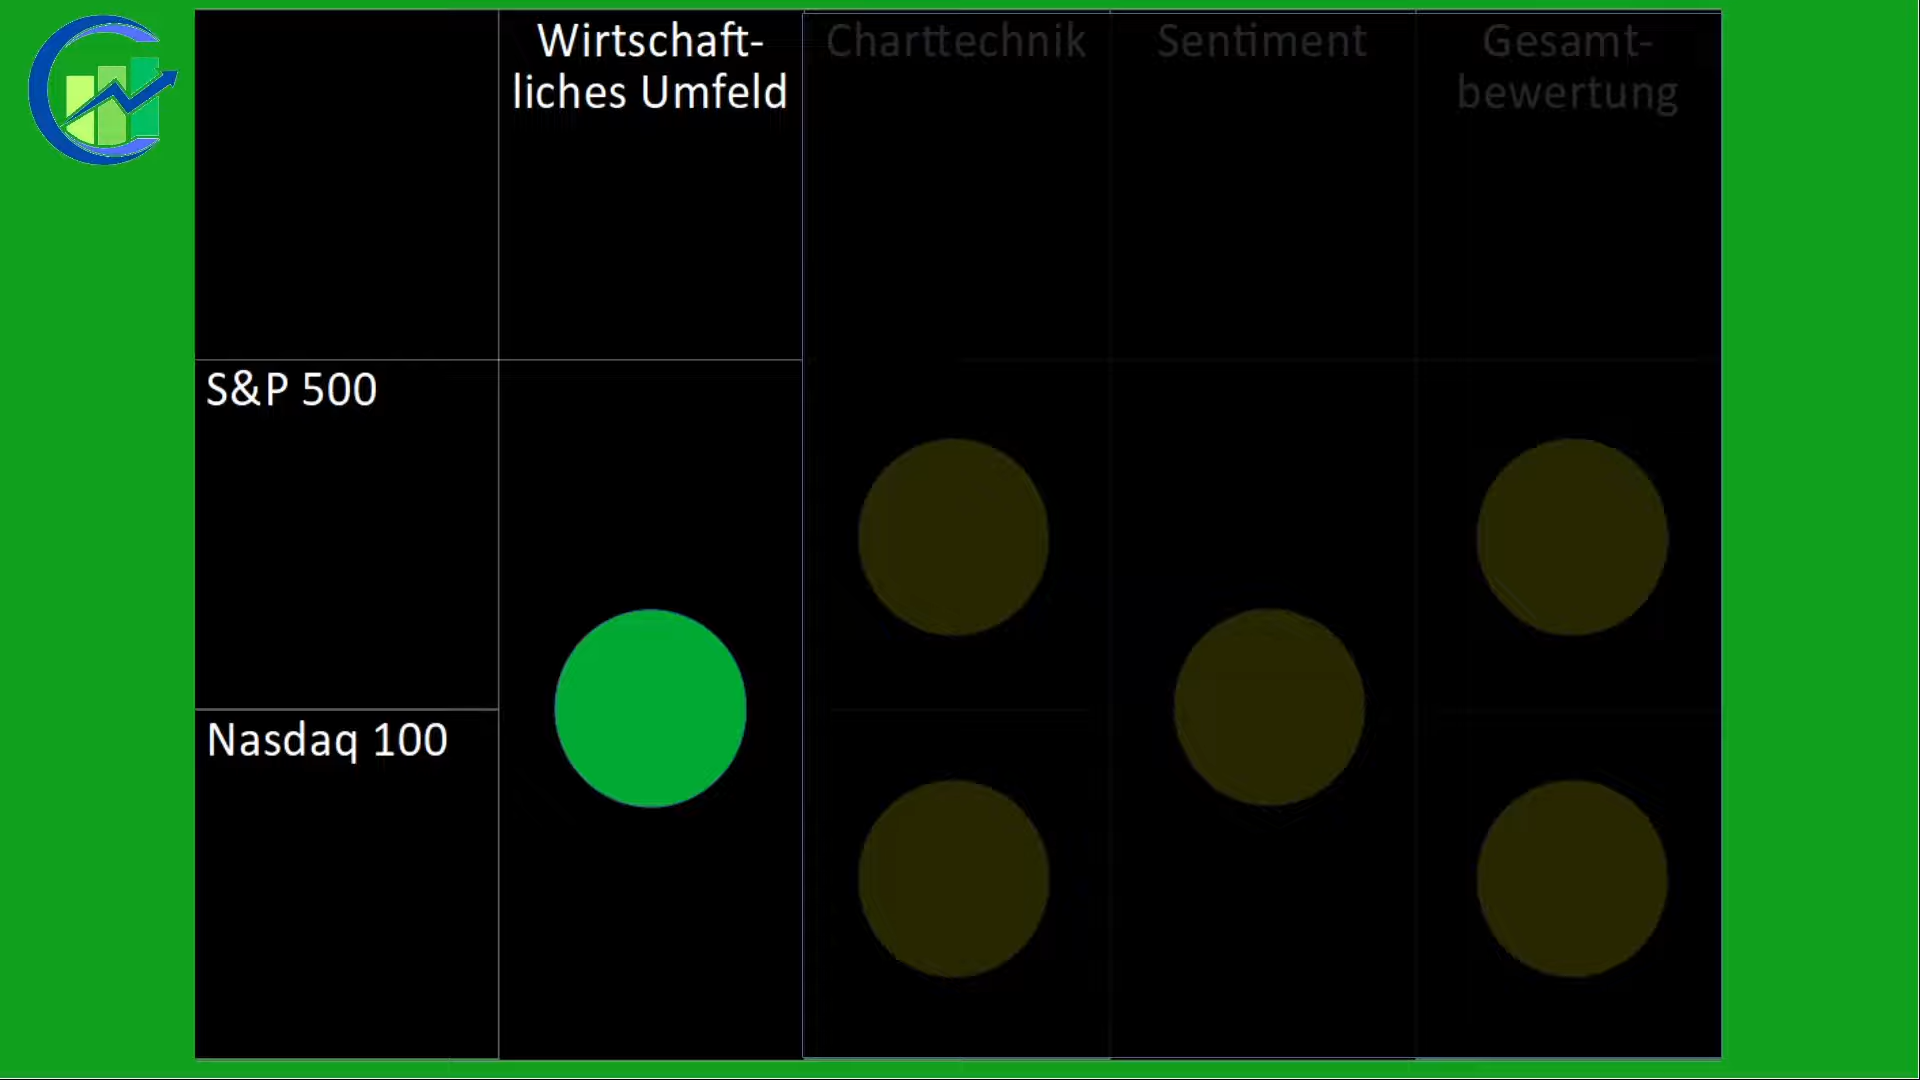 Wirtschaft-
liches Umfeld
Charttechnik
Sentiment
Gesamt-
bewertung
S&P 500
Nasdaq 100